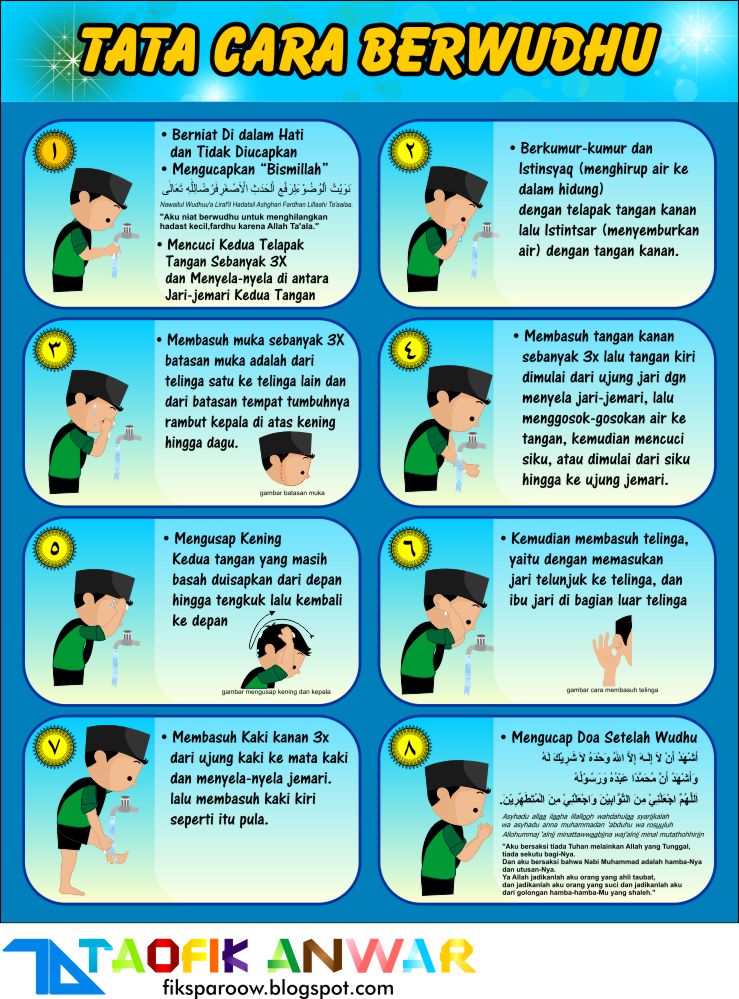 TATA CARA BERWUDHU
١
• Berniat Di dalam Hati
dan Tidak Diucapkan
• Mengucapkan “Bismillah”
نَوَيْتُ الْوُضُوْءَ لِرَفْعِ الْحَدَثِ الْاَصْغَرِ فَرْضًا لِلّٰهِ تَعَالَى
Nawaitul Wudhuu'a Liraf'il Hadatsil Ashghari Fardhan Lillaahi Ta'aalaa.
"Aku niat berwudhu untuk menghilangkan
hadast kecil,fardhu karena Allah Ta'ala."
• Mencuci Kedua Telapak
Tangan Sebanyak 3X
dan Menyela-nyela di antara
Jari-jemari Kedua Tangan
٢
• Berkumur-kumur dan
Istinsyaq (menghirup air ke
dalam hidung)
dengan telapak tangan kanan
lalu Istintsar (menyemburkan
air) dengan tangan kanan.
٣
• Membasuh muka sebanyak 3X
batasan muka adalah dari
telinga satu ke telinga lain dan
dari batasan tempat tumbuhnya
rambut kepala di atas kening
hingga dagu.
gambar batasan muka
٤
• Membasuh tangan kanan
sebanyak 3x lalu tangan kiri
dimulai dari ujung jari dgn
menyela jari-jemari, lalu
menggosok-gosokan air ke
tangan, kemudian mencuci
siku, atau dimulai dari siku
hingga ke ujung jemari.
٥
• Mengusap Kening
Kedua tangan yang masih
basah duisapkan dari depan
hingga tengkuk lalu kembali
ke depan
gambar mengusap kening dan kepala
٦
• Kemudian membasuh telinga,
yaitu dengan memasukan
jari telunjuk ke telinga, dan
ibu jari di bagian luar telinga
gambar cara membasuh telinga
٧
• Membasuh Kaki kanan 3x
dari ujung kaki ke mata kaki
dan menyela-nyela jemari.
lalu membasuh kaki kiri
seperti itu pula.
٨
• Mengucap Doa Setelah Wudhu
اَشْهَدُ اَنْ لاَ اِلَـهَ اِلاَّ اللهُ وَحْدَهُ لاَ شَرِيْكَ لَهُ
وَاَشْهَدُ اَنَّ مُحَمَّدًا عَبْدُهُ وَرَسُوْلُهُ
اَللَّهُمَّ اجْعَلْنِيْ مِنَ التَّوَّابِيْنَ وَاجْعَلْنِيْ مِنَ الْمُتَطَهِّرِيْنَ.
Asyhadu allaa ilaaha illalloh wahdahulaa syariikalah
wa asyhadu anna muhammadan 'abduhu wa rosuuluh
Allohummaj 'alnij minattawwaabiina waj'alnij minal mutathohhiriin
"Aku bersaksi tiada Tuhan melainkan Allah yang Tunggal,
tiada sekutu bagi-Nya.
Dan aku bersaksi bahwa Nabi Muhammad adalah hamba-Nya
dan utusan-Nya.
Ya Allah jadikanlah aku orang yang ahli taubat,
dan jadikanlah aku orang yang suci dan jadikanlah aku
dari golongan hamba-hamba-Mu yang shaleh."
TAOFIK ANWAR
fiksparoow.blogspot.com